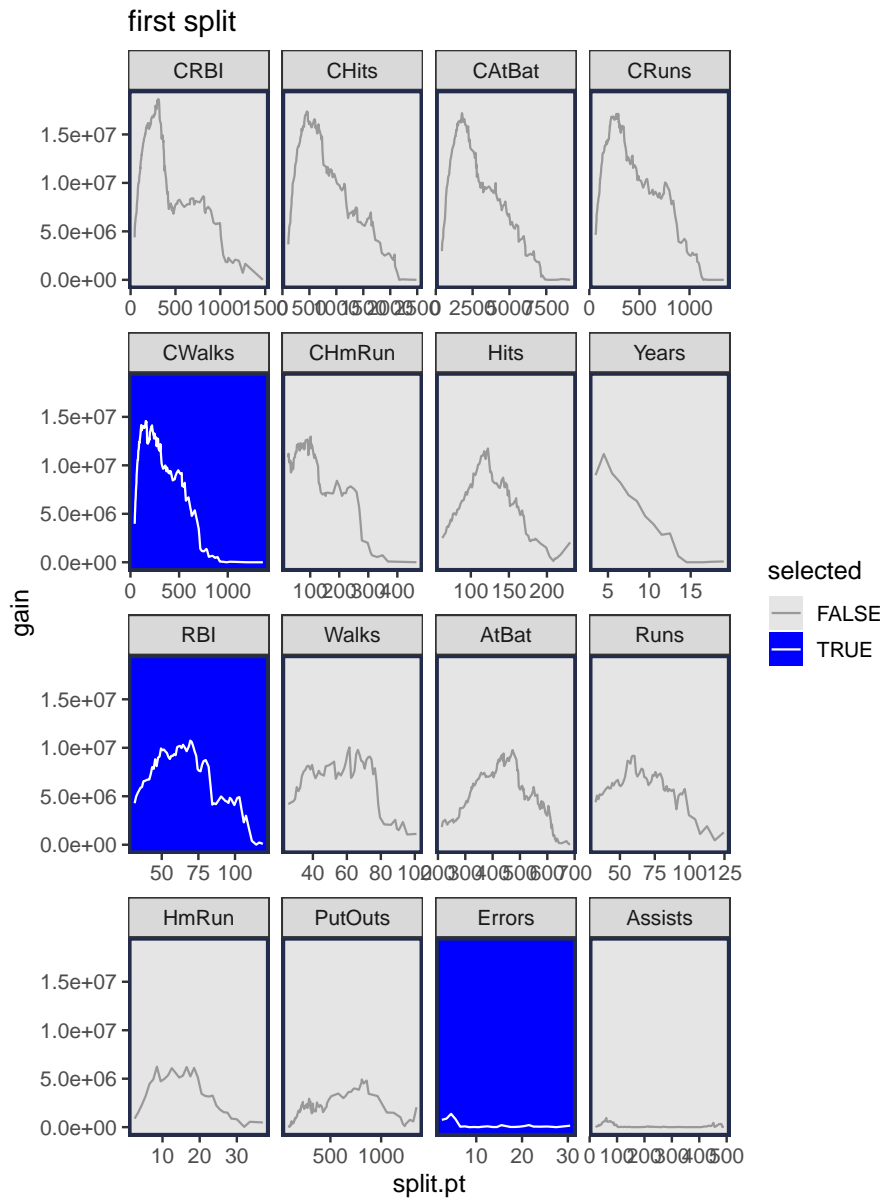 first split
CRBI CHits CAtBat CRuns
1.5e+07
1.0e+07
5.0e+06
0.0e+00
0 500 1000 1500 0 500 1000 1500 2000 2500 0 2500 5000 7500 0 500 1000
CWalks CHmRun Hits Years
1.5e+07
1.0e+07
5.0e+06
0.0e+00
0 500 1000 100 200 300 400 100 150 200 5 10 15
gain
selected
FALSE
TRUE
RBI Walks AtBat Runs
1.5e+07
1.0e+07
5.0e+06
0.0e+00
50 75 100 40 60 80 100 200 300 400 500 600 700 50 75 100 125
HmRun PutOuts Errors Assists
1.5e+07
1.0e+07
5.0e+06
0.0e+00
10 20 30 500 1000 10 20 30 0 100 200 300 400 500
split.pt